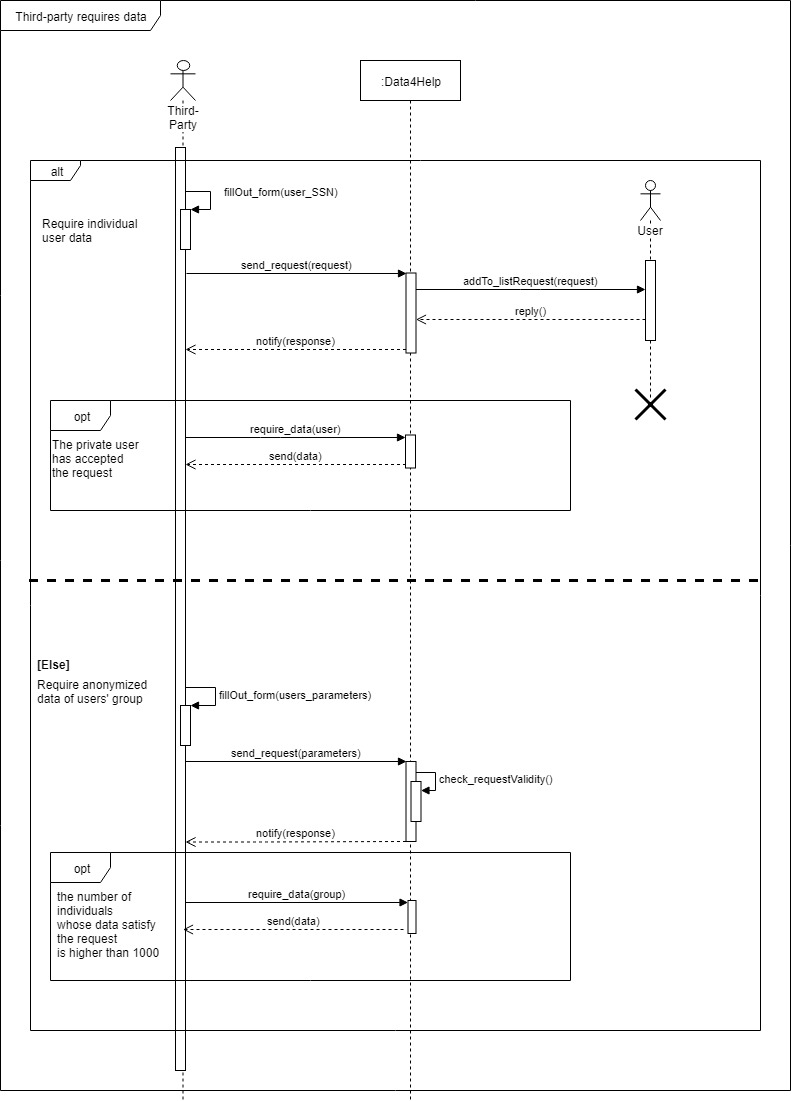 Third-party requires data
:Data4Help
Third-
Party
alt
fillOut_form(user_SSN)
Require individual
user data
User
send_request(request)
addTo_listRequest(request)
reply()
notify(response)
opt
require_data(user)
The private user
has accepted
the request
send(data)
[Else]
Require anonymized
data of users' group
fillOut_form(users_parameters)
send_request(parameters)
check_requestValidity()
notify(response)
opt
the number of
individuals
whose data satisfy
the request
is higher than 1000
require_data(group)
send(data)